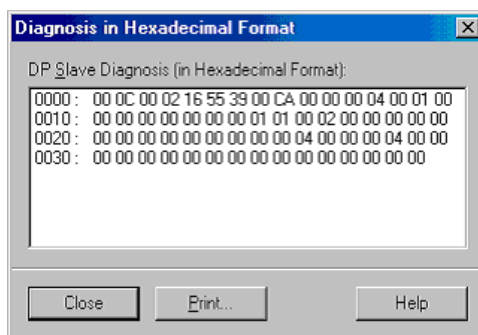 Diagnosis in Hexadecimal Format
DP Slave Diagnosis (in Hexadecimal Format):
0000 : 00 0C 00 02 16 55 39 00 CA 00 00 00 04 00 01 00
0010 : 00 00 00 00 00 00 00 01 01 00 02 00 00 00 00 00
0020 : 00 00 00 00 00 00 00 00 00 04 00 00 00 04 00 00
0030 : 00 00 00 00 00 00 00 00 00 00 00 00 00 00 00
Close
Print...
Help